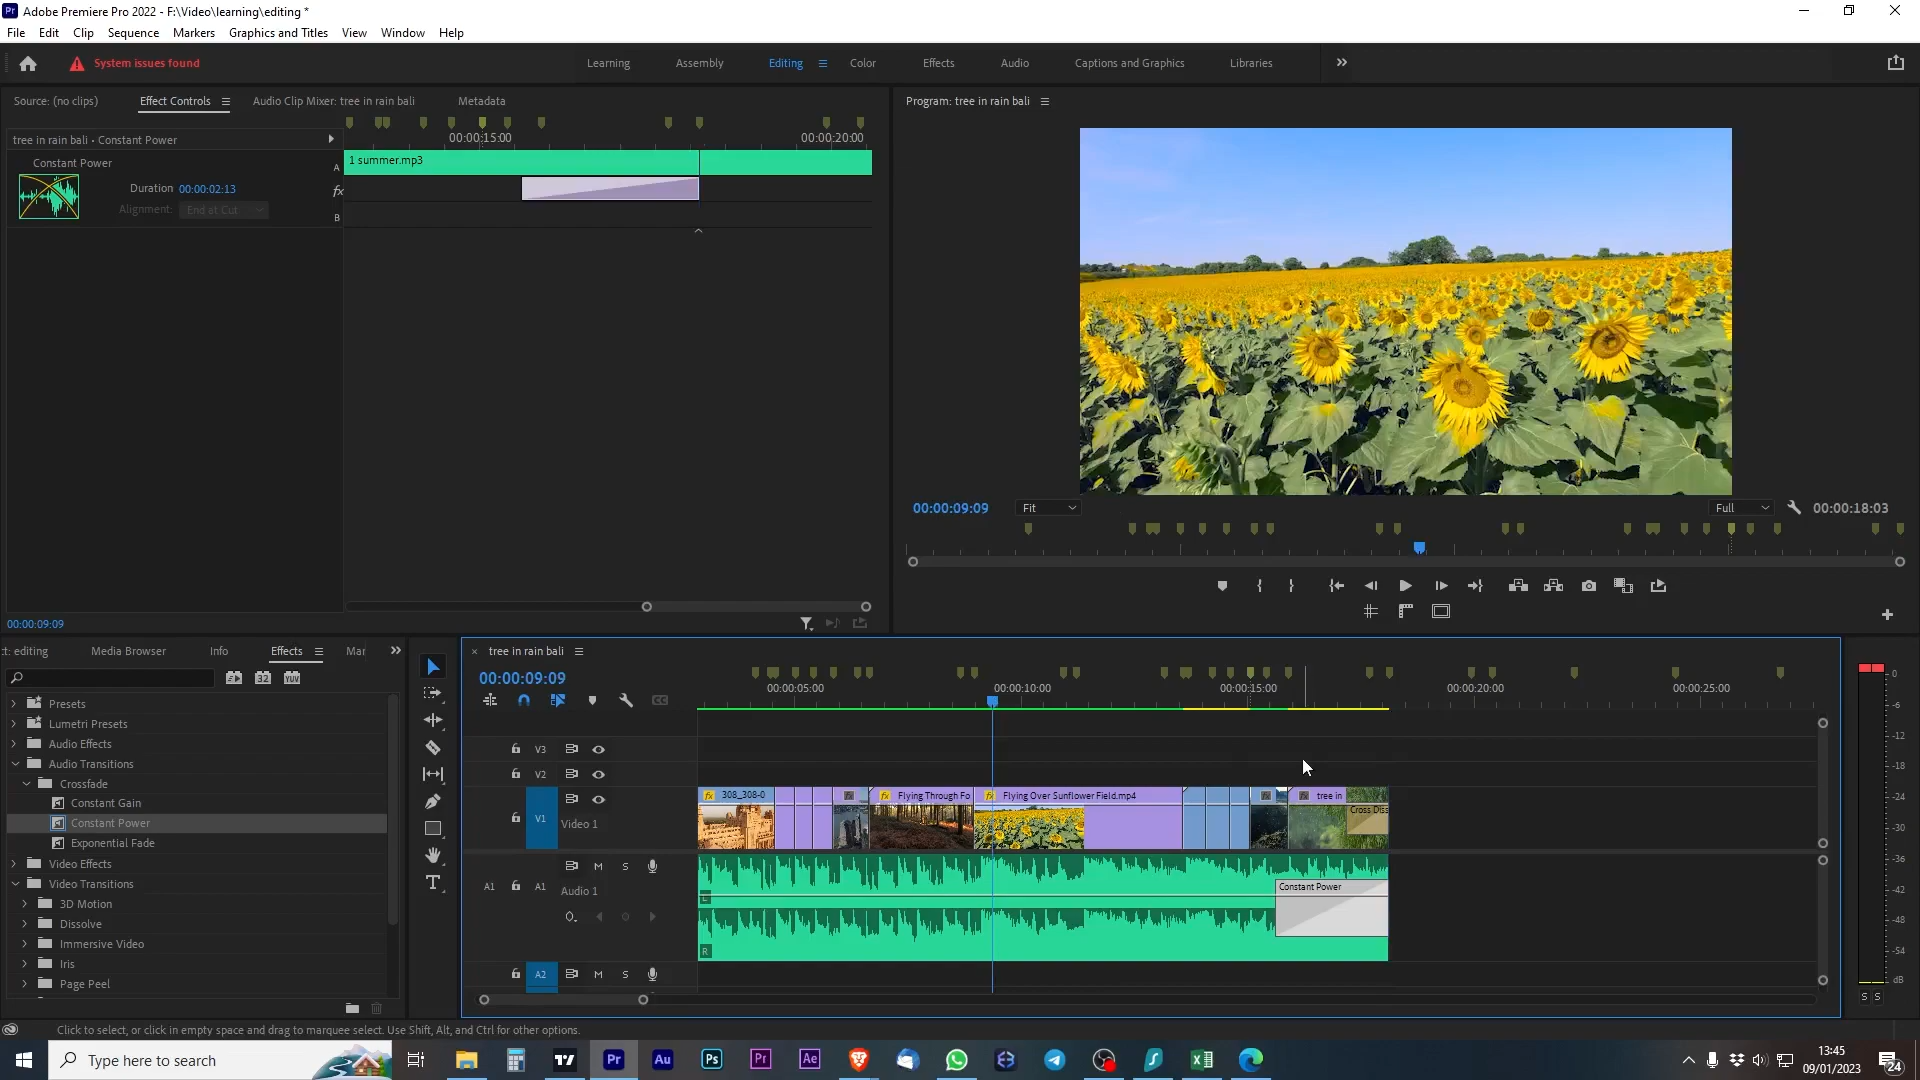 Adobe Premiere Pro 2022 - F:\Video\learning\editing *
File Edit Clip Sequence Markers Graphics and Titles View Window Help
System issues found
Learning Assembly Editing Color Effects Audio Captions and Graphics Libraries
Source: (no clips) Effect Controls Audio Clip Mixer: tree in rain bali Metadata
Program: tree in rain bali
00:00:15:00 00:00:20:00
tree in rain bali • Constant Power
Constant Power
A 1 summer.mp3
Duration 00:00:02:13
fx
Alignment: End at Cut
B
00:00:09:09 Fit Full 00:00:18:03
00:00:09:09
ct: editing Media Browser Info Effects Mar
32 YUV
Presets
Lumetri Presets
Audio Effects
Audio Transitions
Crossfade
Constant Gain
Constant Power
Exponential Fade
Video Effects
Video Transitions
3D Motion
Dissolve
Immersive Video
Iris
Page Peel
tree in rain bali
00:00:09:09
00:00:05:00 00:00:10:00 00:00:15:00 00:00:20:00 00:00:25:00
V3
V2
308_308-0 Flying Through Fo Flying Over Sunflower Field.mp4 tree in
V1 Video 1 Cross Diss
A1 A1 M S
Audio 1
Constant Power
L
R
A2 M S
0
-6
-12
-18
-24
-30
-36
-42
-48
-54
dB
S S
Click to select, or click in empty space and drag to marquee select. Use Shift, Alt, and Ctrl for other options.
Type here to search
Pr Au Ps Pr Ae
13:45
09/01/2023
24